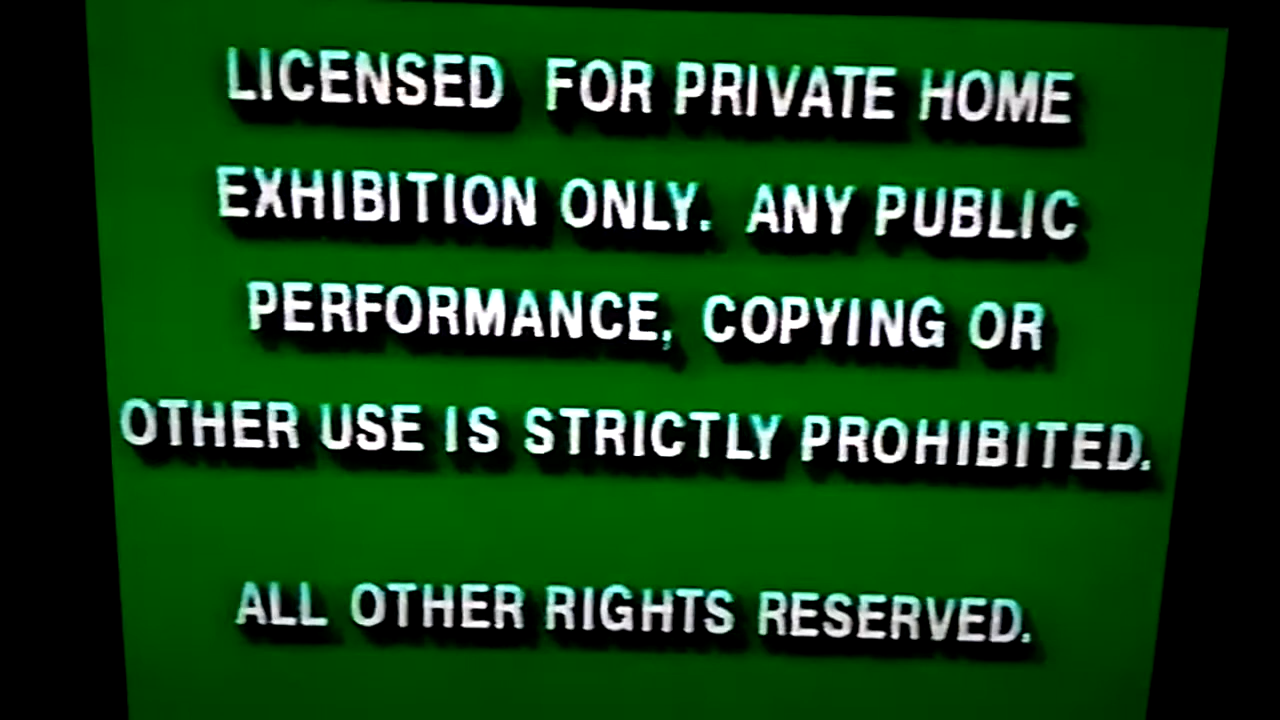 LICENSED FOR PRIVATE HOME
EXHIBITION ONLY. ANY PUBLIC
PERFORMANCE, COPYING OR
OTHER USE IS STRICTLY PROHIBITED.
ALL OTHER RIGHTS RESERVED.